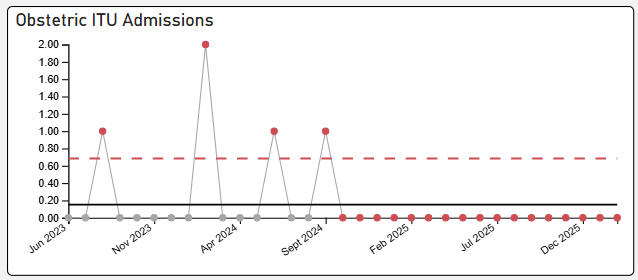 Obstetric ITU Admissions
2.00
1.80
1.60
1.40
1.20
1.00
0.80
0.60
0.40
0.20
0.00
Jun 2023
Nov 2023
Apr 2024
Sept 2024
Feb 2025
Jul 2025
Dec 2025